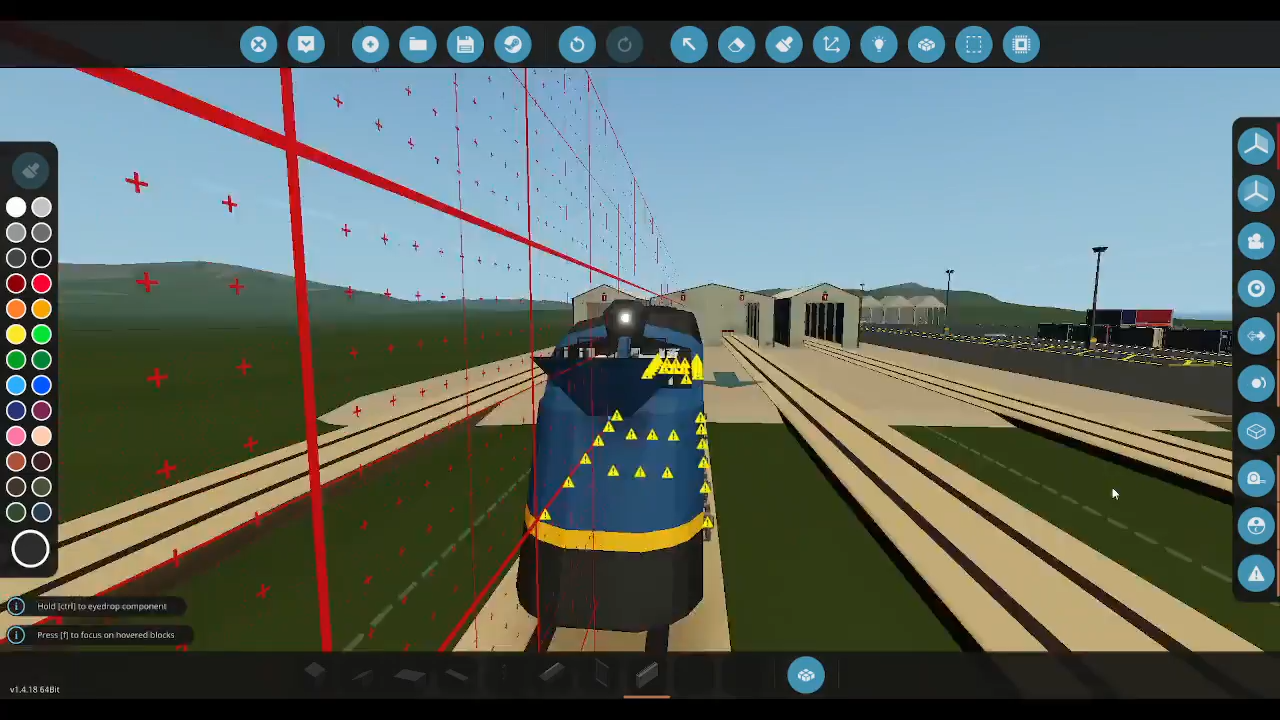 Hold [ctrl] to eyedrop component
Press [f] to focus on hovered blocks
v1.4.18 64Bit